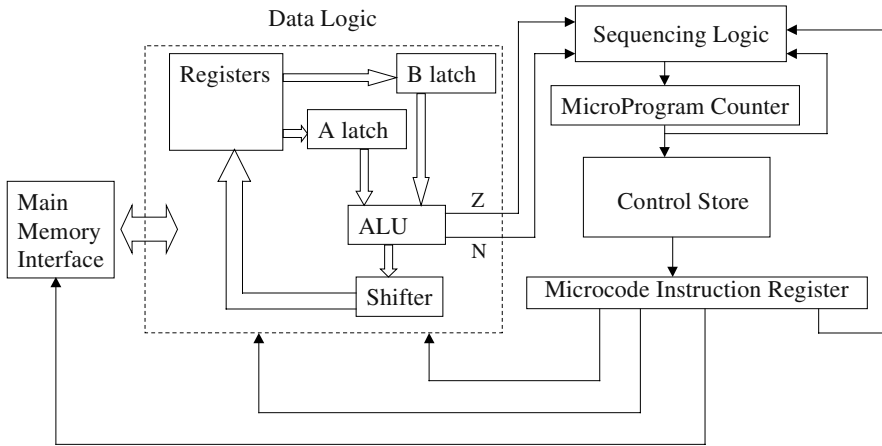 Data Logic
Registers
B latch
A latch
ALU
Z
N
Shifter
Main
Memory
Interface
Sequencing Logic
MicroProgram Counter
Control Store
Microcode Instruction Register